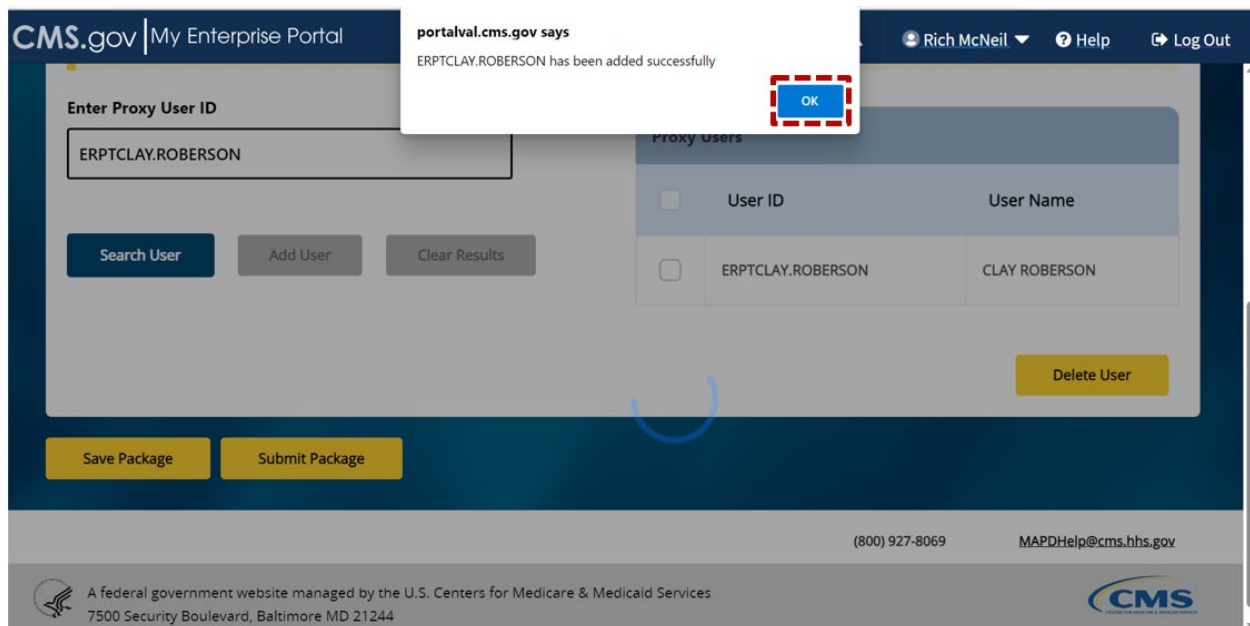 CMS.gov My Enterprise Portal
portalval.cms.gov says
ERPTCLAY.ROBERSON has been added successfully
OK
Rich McNeil
Help
Log Out
Enter Proxy User ID
ERPTCLAY.ROBERSON
Search User
Add User
Clear Results
Proxy Users
User ID
User Name
ERPTCLAY.ROBERSON
CLAY ROBERSON
Delete User
Save Package
Submit Package
(800) 927-8069
MAPDHelp@cms.hhs.gov
A federal government website managed by the U.S. Centers for Medicare & Medicaid Services
7500 Security Boulevard, Baltimore MD 21244
CMS